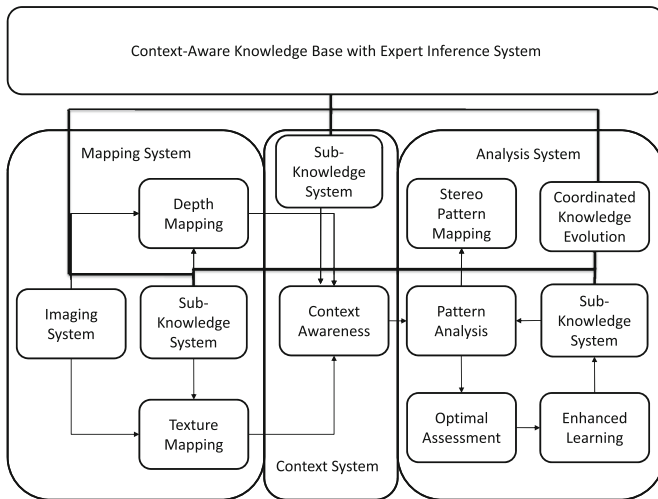 Context-Aware Knowledge Base with Expert Inference System
Mapping System
Depth
Mapping
Imaging
System
Sub-
Knowledge
System
Texture
Mapping
Sub-
Knowledge
System
Context
Awareness
Context System
Analysis System
Stereo
Pattern
Mapping
Coordinated
Knowledge
Evolution
Pattern
Analysis
Sub-
Knowledge
System
Optimal
Assessment
Enhanced
Learning